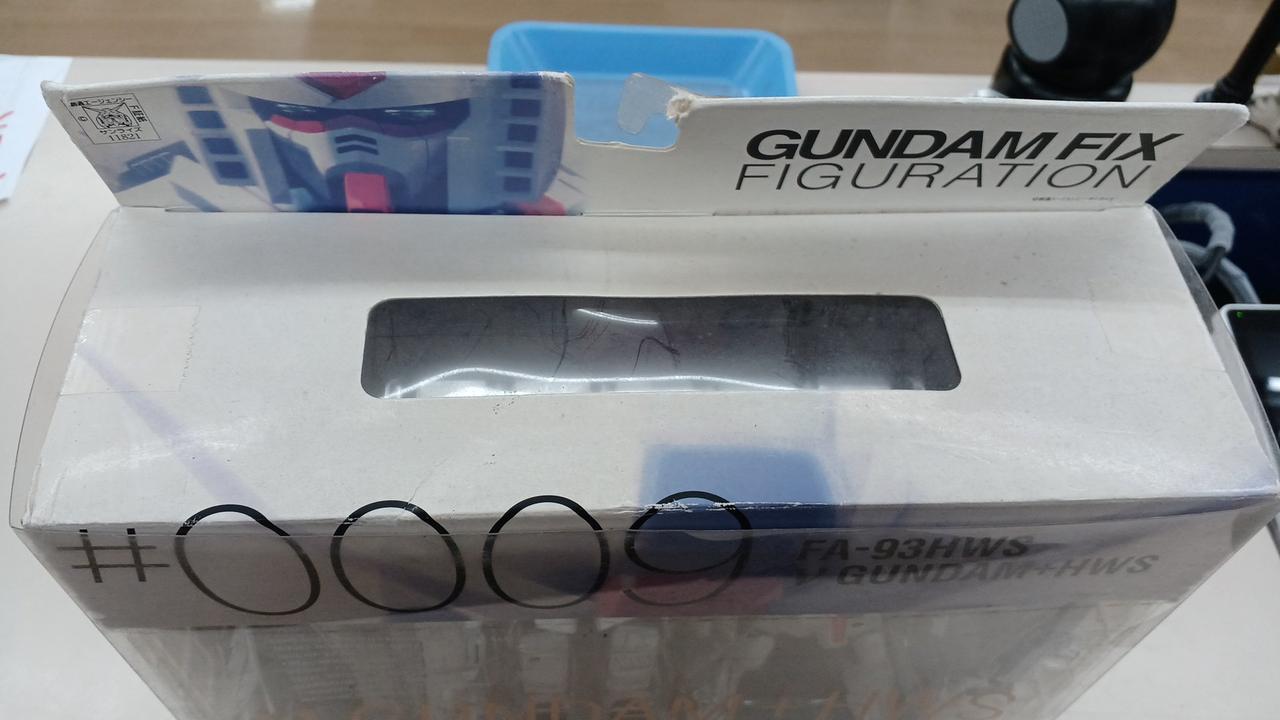 GUNDAM FIX
FIGURATION
#0009
FA-93HWS
ν GUNDAM+HWS